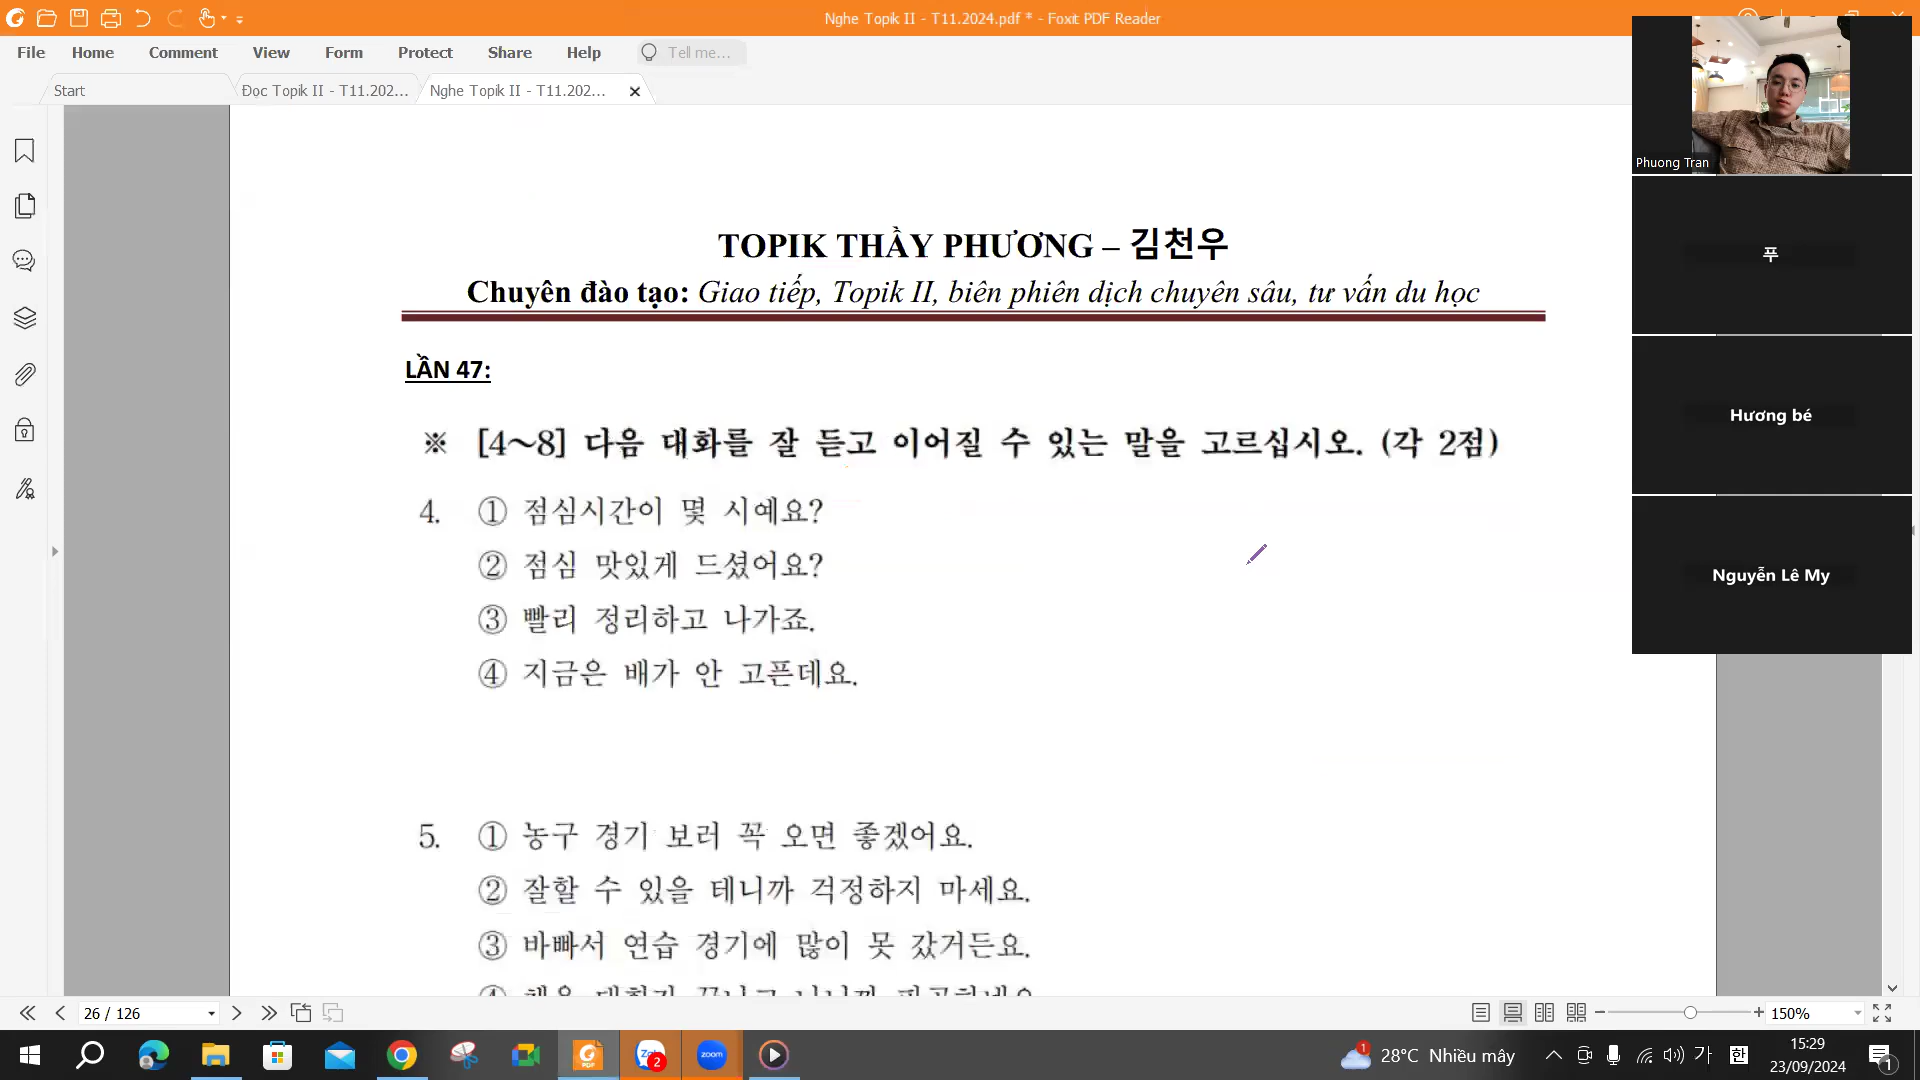 Nghe Topik II - T11.2024.pdf * - Foxit PDF Reader
File Home Comment View Form Protect Share Help Tell me...
Start Đọc Topik II - T11.202... Nghe Topik II - T11.202...
Phuong Tran
푸
Hương bé
Nguyễn Lê My
TOPIK THẦY PHƯƠNG – 김천우
Chuyên đào tạo: Giao tiếp, Topik II, biên phiên dịch chuyên sâu, tư vấn du học
LẦN 47:
※ [4~8] 다음 대화를 잘 듣고 이어질 수 있는 말을 고르십시오. (각 2점)
4. ① 점심시간이 몇 시예요?
② 점심 맛있게 드셨어요?
③ 빨리 정리하고 나가죠.
④ 지금은 배가 안 고픈데요.
5. ① 농구 경기 보러 꼭 오면 좋겠어요.
② 잘할 수 있을 테니까 걱정하지 마세요.
③ 바빠서 연습 경기에 많이 못 갔거든요.
26 / 126
150%
28°C Nhiều mây
가 한
15:29
23/09/2024